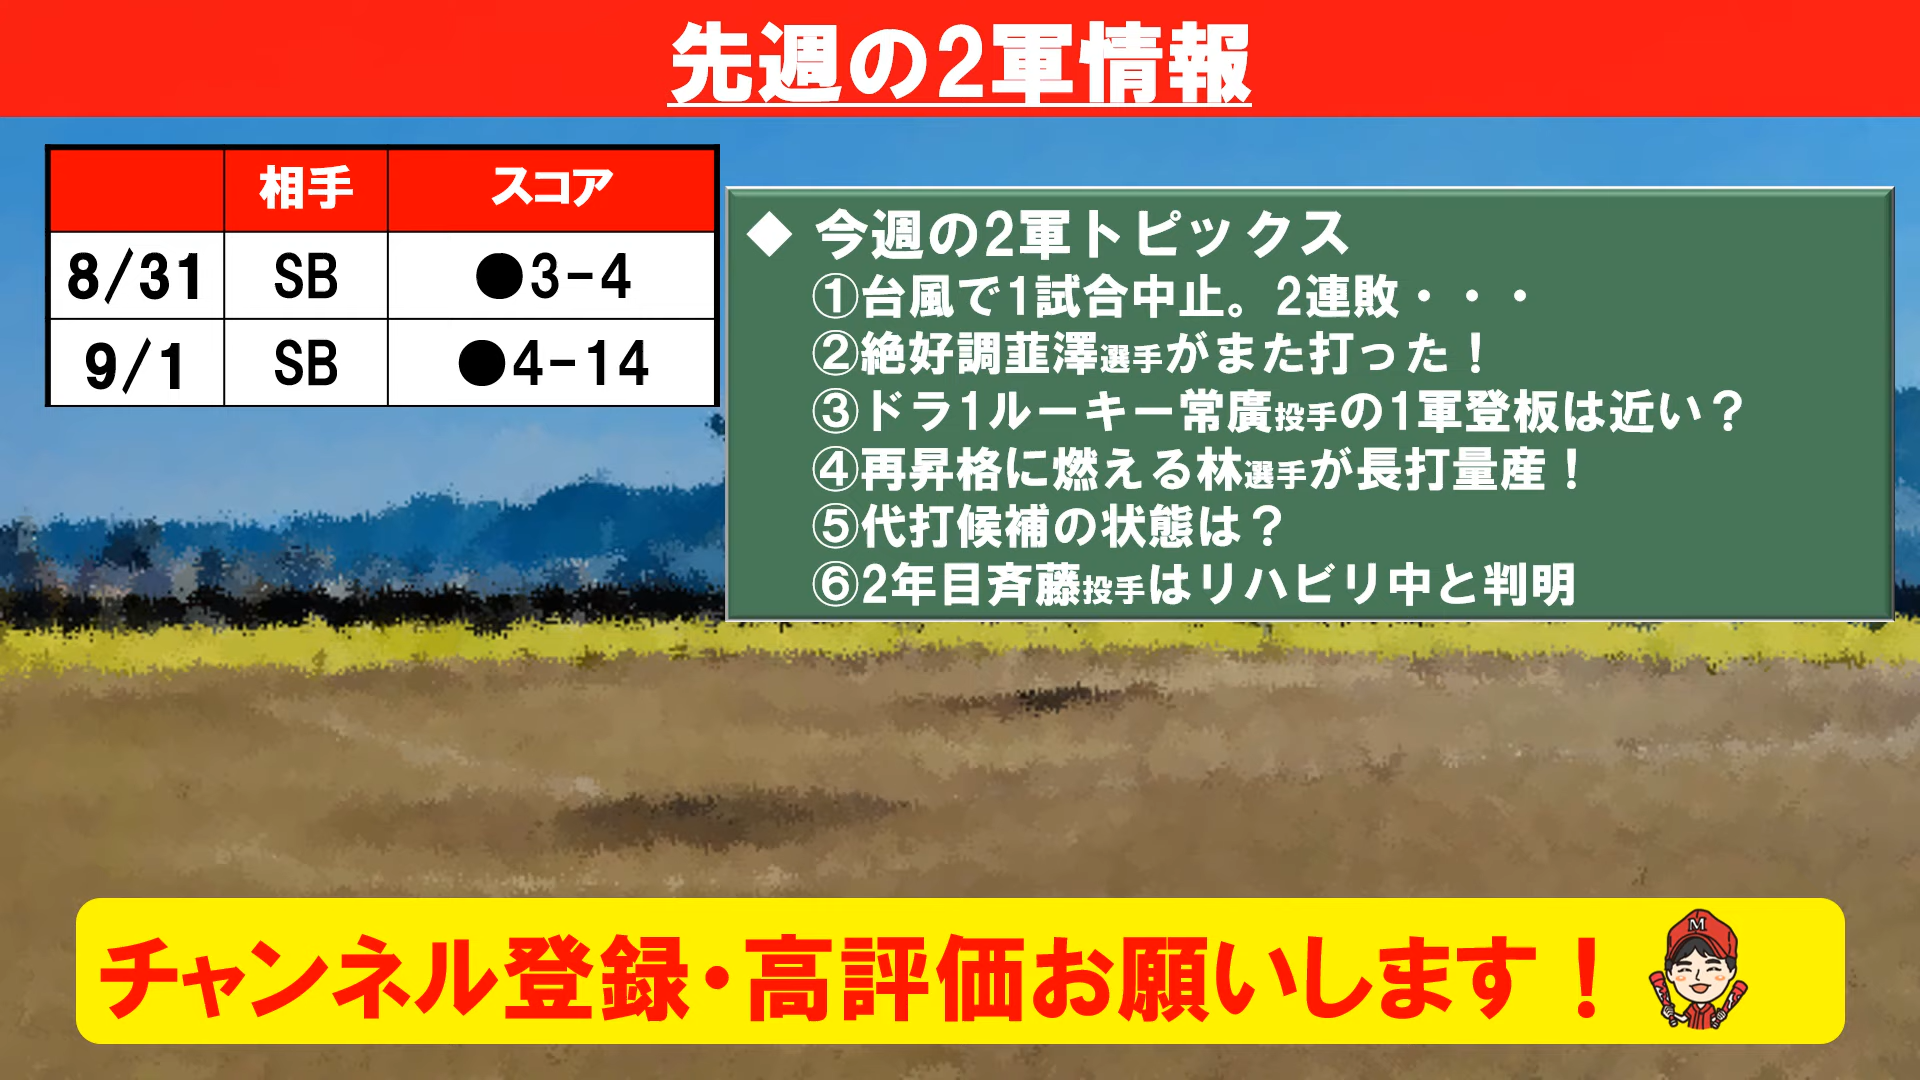 先週の2軍情報
相手 スコア
8/31 SB ●3-4
9/1 SB ●4-14
◆ 今週の2軍トピックス
①台風で1試合中止。2連敗・・・
②絶好調韮澤選手がまた打った！
③ドラ1ルーキー常廣投手の1軍登板は近い？
④再昇格に燃える林選手が長打量産！
⑤代打候補の状態は？
⑥2年目斉藤投手はリハビリ中と判明
チャンネル登録・高評価お願いします！
M